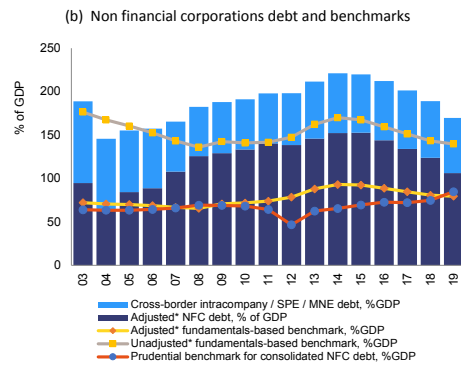 (b) Non financial corporations debt and benchmarks
% of GDP
250
200
150
100
50
0
03 04 05 06 07 08 09 10 11 12 13 14 15 16 17 18 19
Cross-border intracompany / SPE / MNE debt, %GDP
Adjusted* NFC debt, % of GDP
Adjusted* fundamentals-based benchmark, %GDP
Unadjusted* fundamentals-based benchmark, %GDP
Prudential benchmark for consolidated NFC debt, %GDP